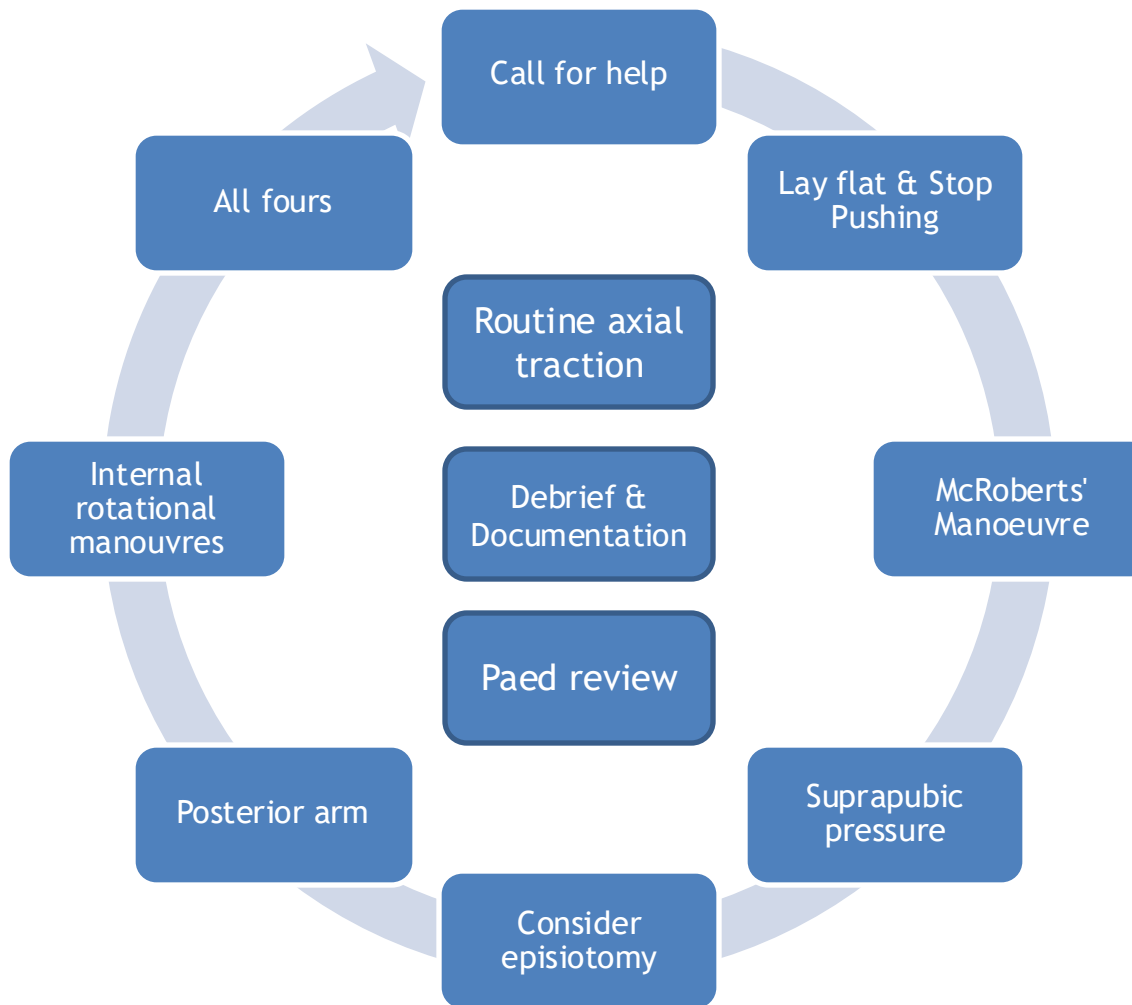 Call for help
Lay flat & Stop
Pushing
McRoberts'
Manoeuvre
Suprapubic
pressure
Consider
episiotomy
Posterior arm
Internal
rotational
manouvres
All fours
Routine axial
traction
Debrief &
Documentation
Paed review